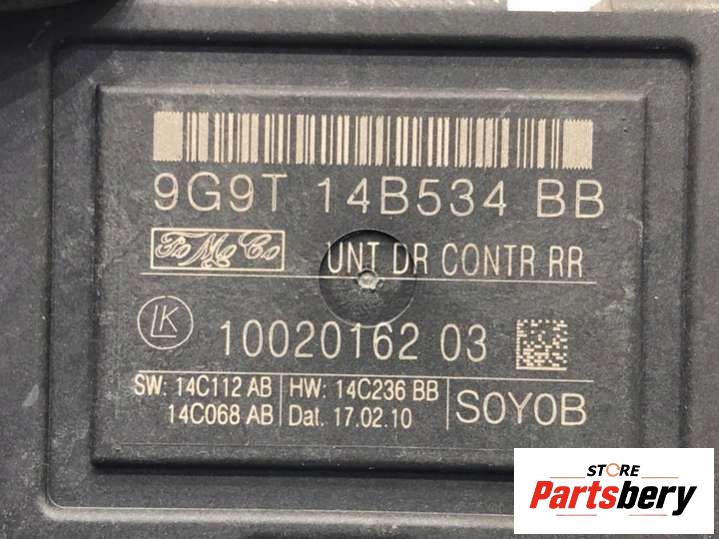 9G9T 14B534 BB
FoMoCo UNT DR CONTR RR
LK 10020162 03
SW: 14C112 AB HW: 14C236 BB S0Y0B
14C068 AB Dat. 17.02.10
STORE
Partsbery